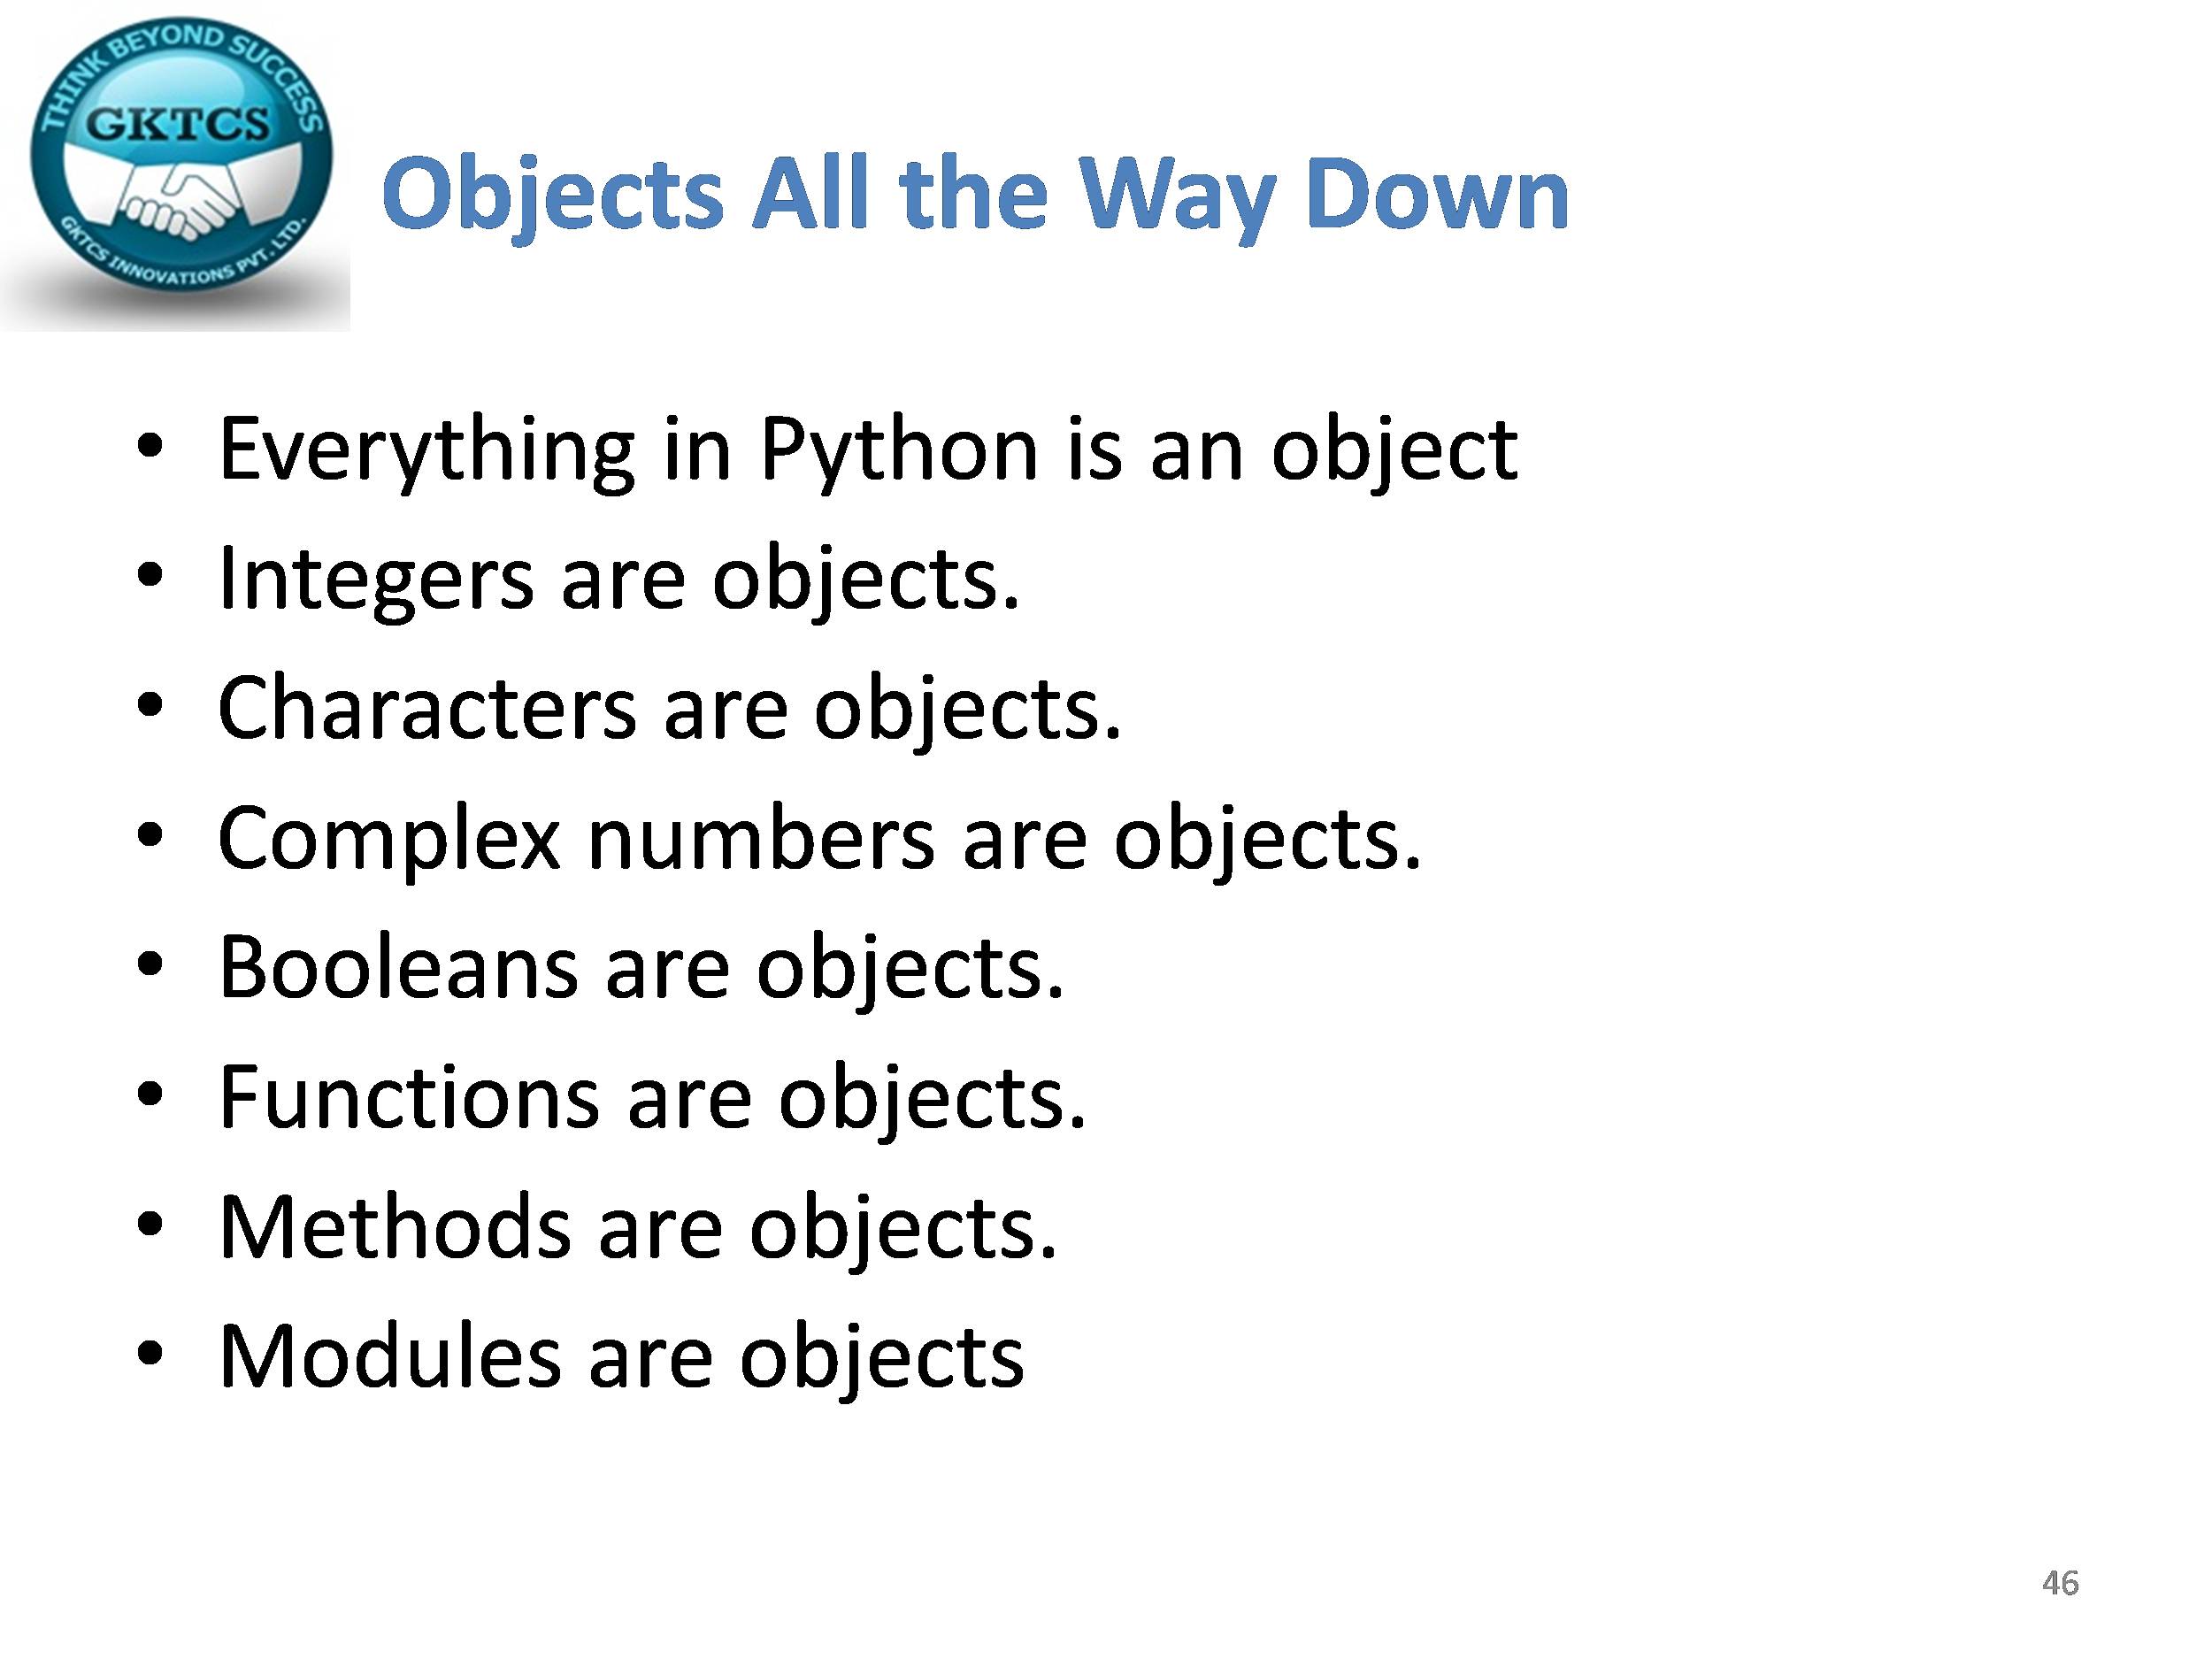 THINK BEYOND SUCCESS
GKTCS
GKTCS INNOVATIONS PVT. LTD.
Objects All the Way Down
• Everything in Python is an object
• Integers are objects.
• Characters are objects.
• Complex numbers are objects.
• Booleans are objects.
• Functions are objects.
• Methods are objects.
• Modules are objects
46